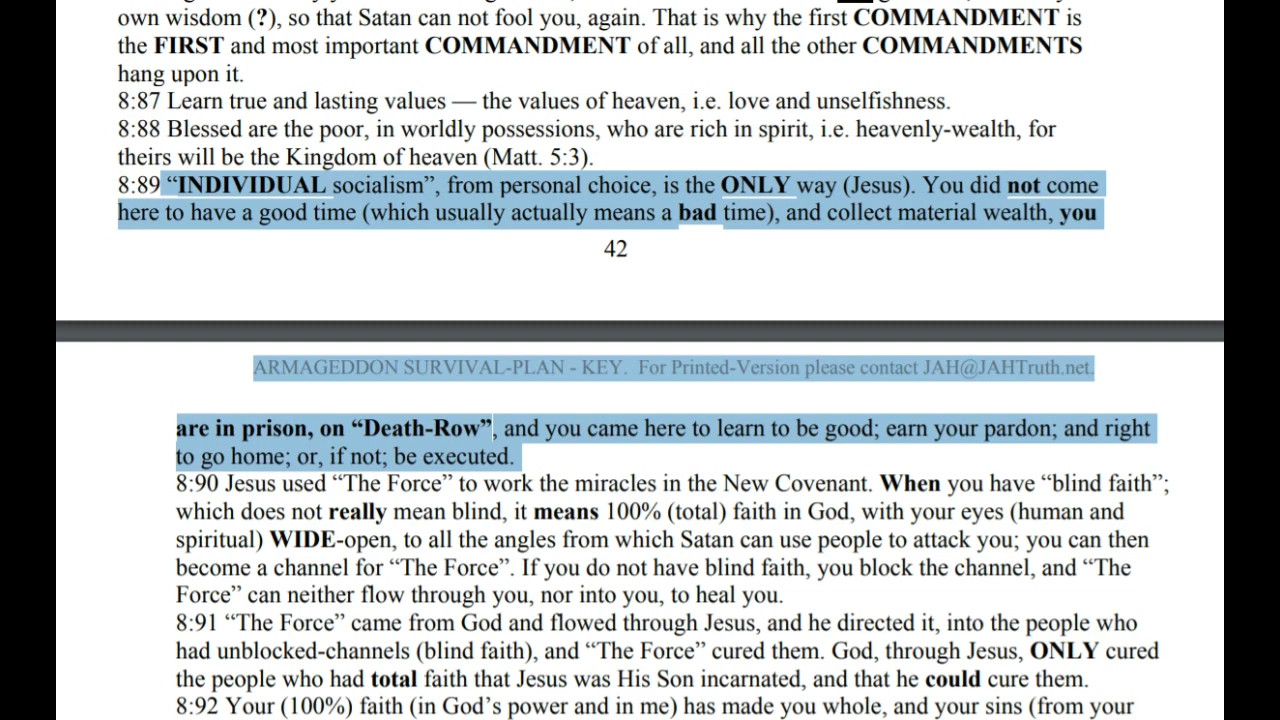 own wisdom (?), so that Satan can not fool you, again. That is why the first COMMANDMENT is
the FIRST and most important COMMANDMENT of all, and all the other COMMANDMENTS
hang upon it.
8:87 Learn true and lasting values — the values of heaven, i.e. love and unselfishness.
8:88 Blessed are the poor, in worldly possessions, who are rich in spirit, i.e. heavenly-wealth, for
theirs will be the Kingdom of heaven (Matt. 5:3).
8:89 “INDIVIDUAL socialism”, from personal choice, is the ONLY way (Jesus). You did not come
here to have a good time (which usually actually means a bad time), and collect material wealth, you
42
ARMAGEDDON SURVIVAL-PLAN - KEY. For Printed-Version please contact JAH@JAHTruth.net.
are in prison, on “Death-Row”, and you came here to learn to be good; earn your pardon; and right
to go home; or, if not; be executed.
8:90 Jesus used “The Force” to work the miracles in the New Covenant. When you have “blind faith”;
which does not really mean blind, it means 100% (total) faith in God, with your eyes (human and
spiritual) WIDE-open, to all the angles from which Satan can use people to attack you; you can then
become a channel for “The Force”. If you do not have blind faith, you block the channel, and “The
Force” can neither flow through you, nor into you, to heal you.
8:91 “The Force” came from God and flowed through Jesus, and he directed it, into the people who
had unblocked-channels (blind faith), and “The Force” cured them. God, through Jesus, ONLY cured
the people who had total faith that Jesus was His Son incarnated, and that he could cure them.
8:92 Your (100%) faith (in God’s power and in me) has made you whole, and your sins (from your